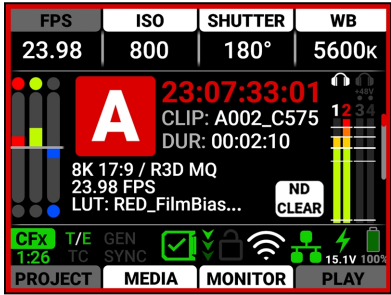 FPS ISO SHUTTER WB
23.98 800 180° 5600K
23:07:33:01
+48V
A CLIP: A002_C575
1 2 3 4
DUR: 00:02:10
8K 17:9 / R3D MQ
23.98 FPS
LUT: RED_FilmBias...
ND
CLEAR
CFx T/E GEN
1:26 TC SYNC 15.1V 100%
PROJECT MEDIA MONITOR PLAY